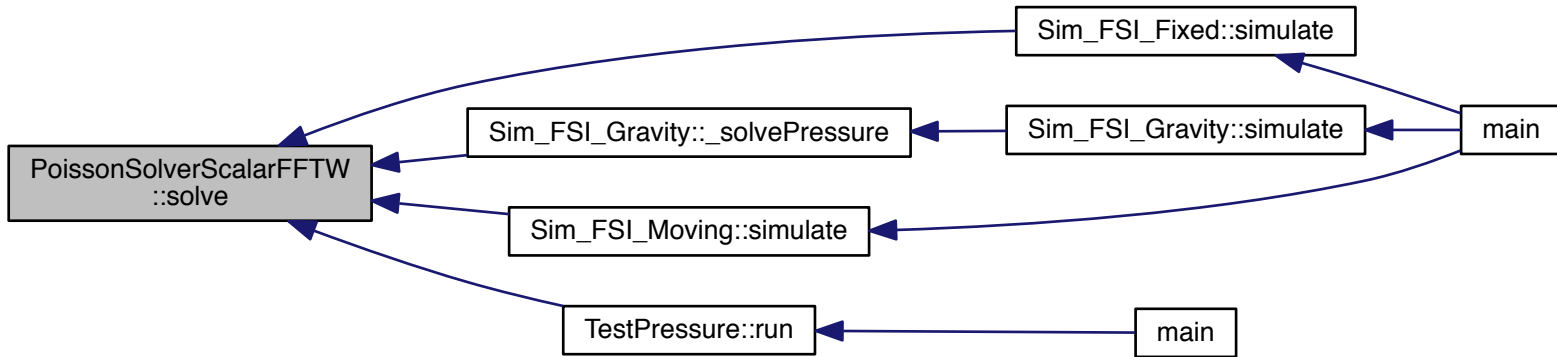 Sim_FSI_Fixed::simulate
Sim_FSI_Gravity::_solvePressure
Sim_FSI_Gravity::simulate
main
PoissonSolverScalarFFTW
::solve
Sim_FSI_Moving::simulate
TestPressure::run
main